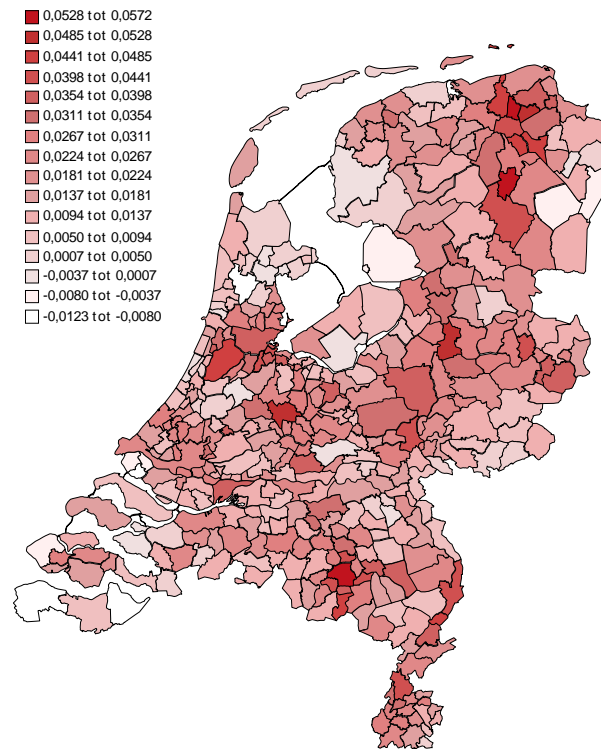 0,0528 tot 0,0572
0,0485 tot 0,0528
0,0441 tot 0,0485
0,0398 tot 0,0441
0,0354 tot 0,0398
0,0311 tot 0,0354
0,0267 tot 0,0311
0,0224 tot 0,0267
0,0181 tot 0,0224
0,0137 tot 0,0181
0,0094 tot 0,0137
0,0050 tot 0,0094
0,0007 tot 0,0050
-0,0037 tot 0,0007
-0,0080 tot -0,0037
-0,0123 tot -0,0080